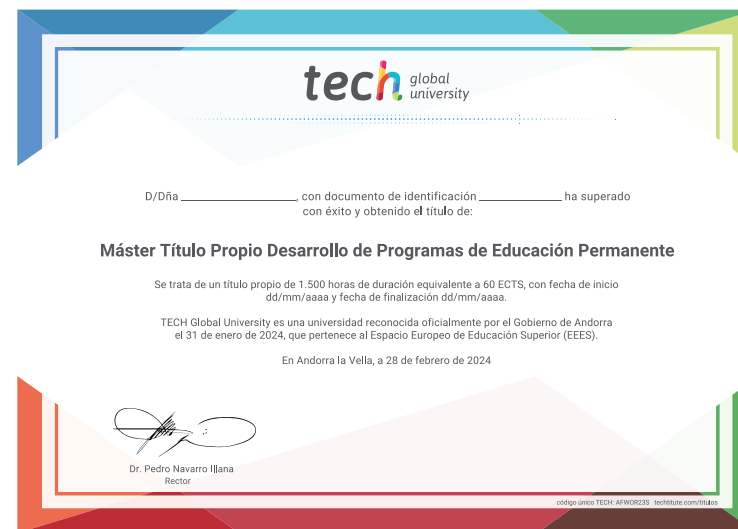 tech global university
D/Dña ________________, con documento de identificación ____________ ha superado
con éxito y obtenido el título de:
Máster Título Propio Desarrollo de Programas de Educación Permanente
Se trata de un título propio de 1.500 horas de duración equivalente a 60 ECTS, con fecha de inicio
dd/mm/aaaa y fecha de finalización dd/mm/aaaa.
TECH Global University es una universidad reconocida oficialmente por el Gobierno de Andorra
el 31 de enero de 2024, que pertenece al Espacio Europeo de Educación Superior (EEES).
En Andorra la Vella, a 28 de febrero de 2024
Dr. Pedro Navarro Illana
Rector
código único TECH: AFWOR23S techtitute.com/titulos